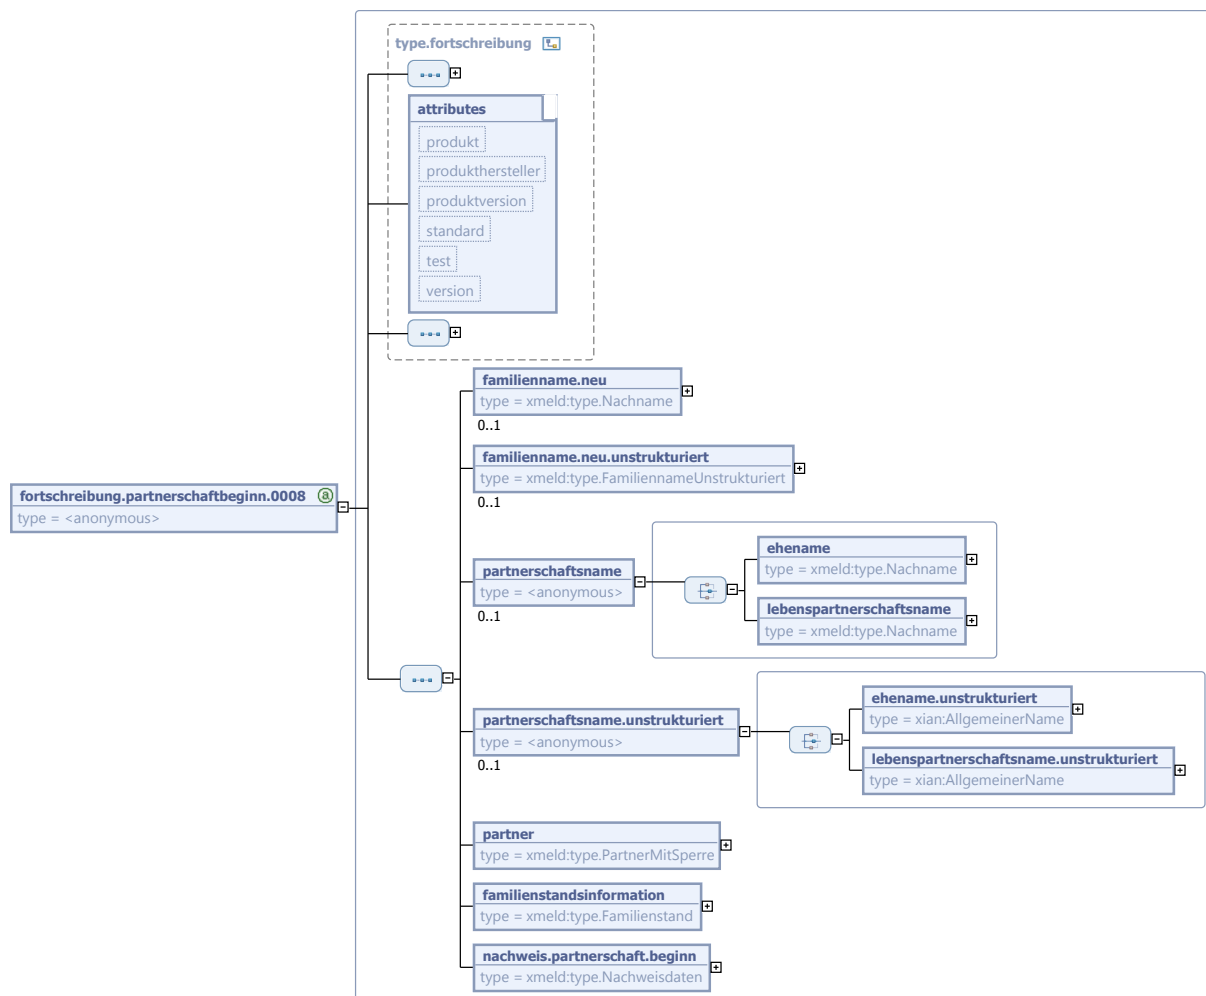 type.fortschreibung
attributes
produkt
produkthersteller
produktversion
standard
test
version
familienname.neu
type = xmeld:type.Nachname
0..1
familienname.neu.unstrukturiert
type = xmeld:type.FamiliennameUnstrukturiert
0..1
fortschreibung.partnerschaftbeginn.0008 a
type = <anonymous>
partnerschaftsname
type = <anonymous>
0..1
ehename
type = xmeld:type.Nachname
lebenspartnerschaftsname
type = xmeld:type.Nachname
partnerschaftsname.unstrukturiert
type = <anonymous>
0..1
ehename.unstrukturiert
type = xian:AllgemeinerName
lebenspartnerschaftsname.unstrukturiert
type = xian:AllgemeinerName
partner
type = xmeld:type.PartnerMitSperre
familienstandsinformation
type = xmeld:type.Familienstand
nachweis.partnerschaft.beginn
type = xmeld:type.Nachweisdaten